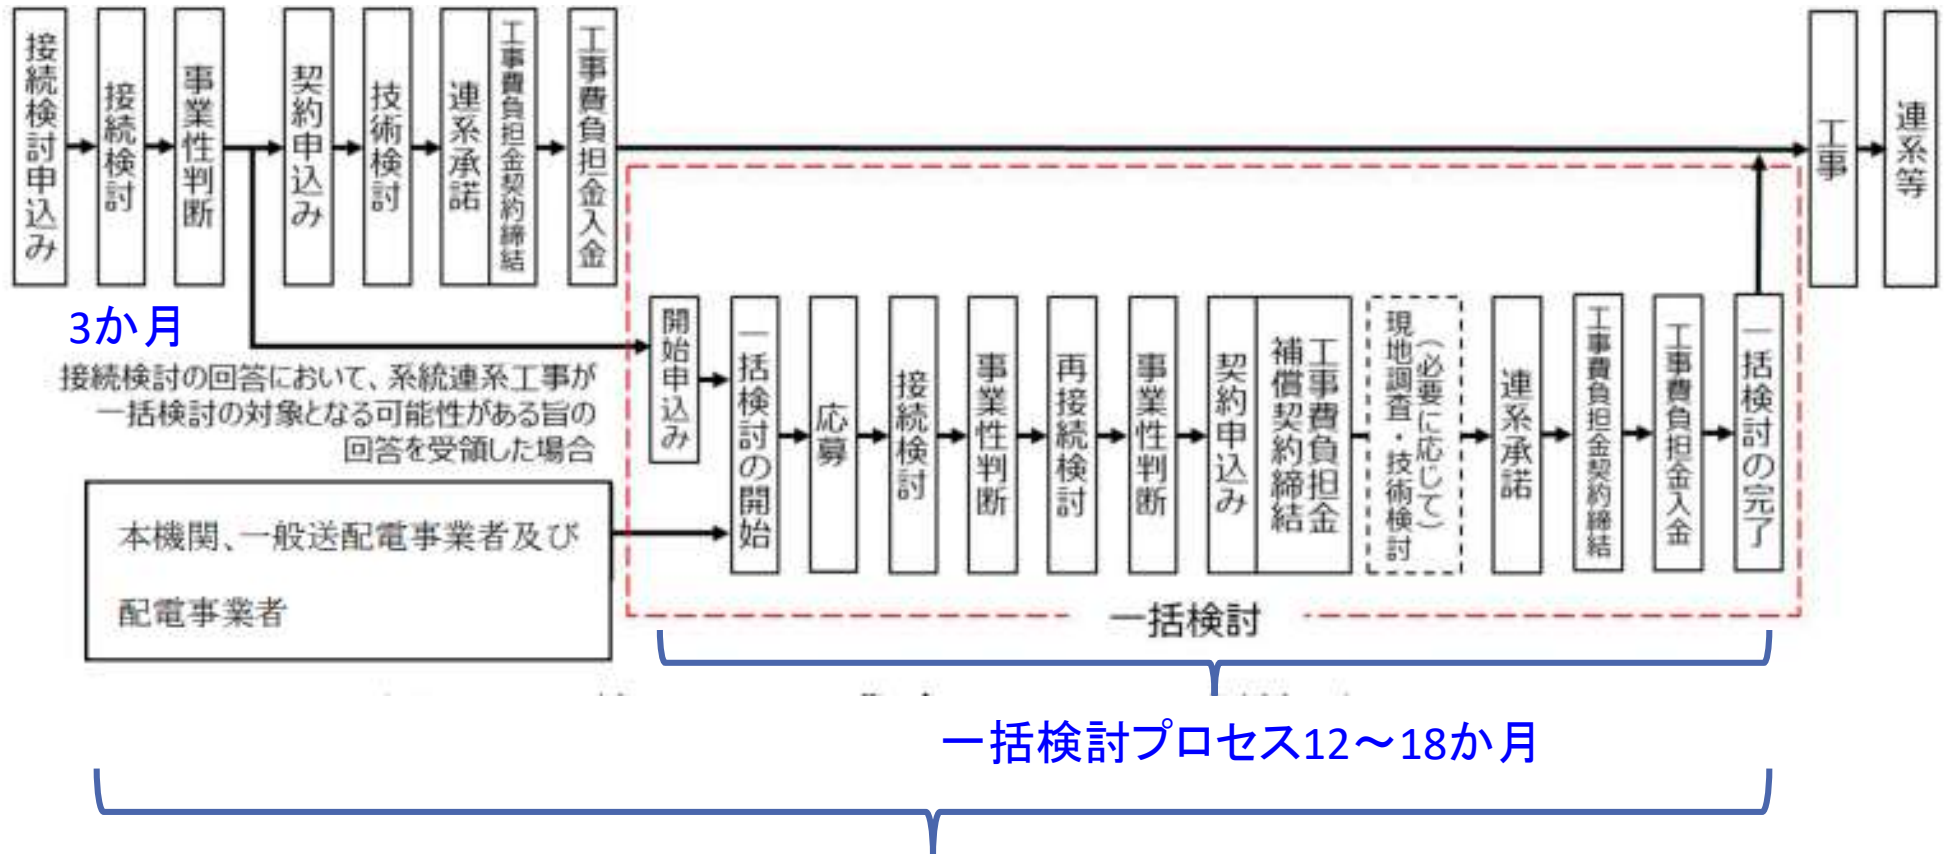 接続検討申込み
接続検討
事業性判断
契約申込み
技術検討
連系承諾
工事費負担金契約締結
工事費負担金入金
工事
連系等
3か月
接続検討の回答において、系統連系工事が
一括検討の対象となる可能性がある旨の
回答を受領した場合
本機関、一般送配電事業者及び
配電事業者
開始申込み
一括検討の開始
応募
接続検討
事業性判断
再接続検討
事業性判断
契約申込み
工事費負担金
補償契約締結
(必要に応じて)
現地調査・技術検討
連系承諾
工事費負担金契約締結
工事費負担金入金
一括検討の完了
一括検討
一括検討プロセス12～18か月